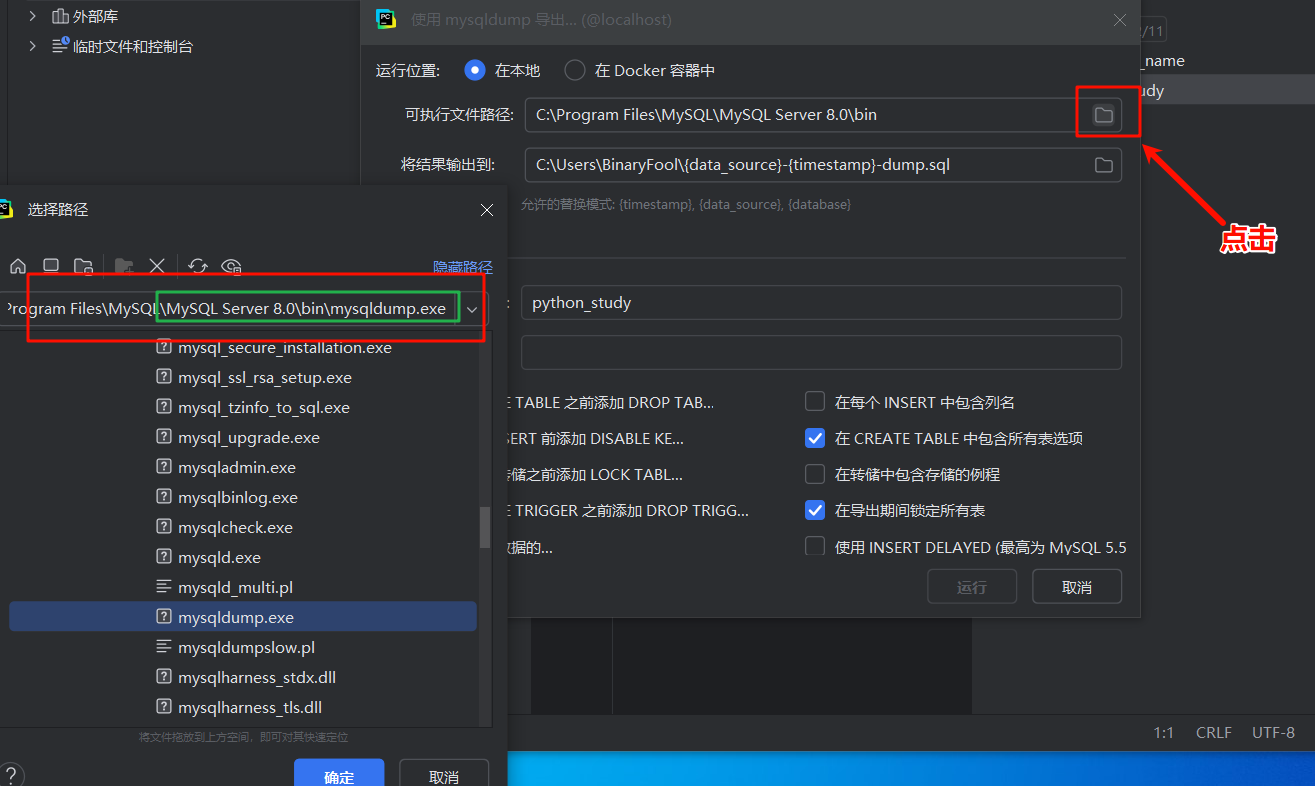 外部库
临时文件和控制台
使用 mysqldump 导出... (@localhost)
/11
_name
udy
运行位置:
在本地
在 Docker 容器中
可执行文件路径:
C:\Program Files\MySQL\MySQL Server 8.0\bin
将结果输出到:
C:\Users\BinaryFool\{data_source}-{timestamp}-dump.sql
允许的替换模式: {timestamp}, {data_source}, {database}
点击
选择路径
隐藏路径
Program Files\MySQL\MySQL Server 8.0\bin\mysqldump.exe
: python_study
mysql_secure_installation.exe
mysql_ssl_rsa_setup.exe
mysql_tzinfo_to_sql.exe
mysql_upgrade.exe
mysqladmin.exe
mysqlbinlog.exe
mysqlcheck.exe
mysqld.exe
mysqld_multi.pl
mysqldump.exe
mysqldumpslow.pl
mysqlharness_stdx.dll
mysqlharness_tls.dll
将文件拖放到上方空间，即可对其快速定位
?
确定
取消
E TABLE 之前添加 DROP TAB...
在每个 INSERT 中包含列名
SERT 前添加 DISABLE KE...
在 CREATE TABLE 中包含所有表选项
储之前添加 LOCK TABL...
在转储中包含存储的例程
E TRIGGER 之前添加 DROP TRIGG...
在导出期间锁定所有表
据的...
使用 INSERT DELAYED (最高为 MySQL 5.5
运行
取消
1:1
CRLF
UTF-8